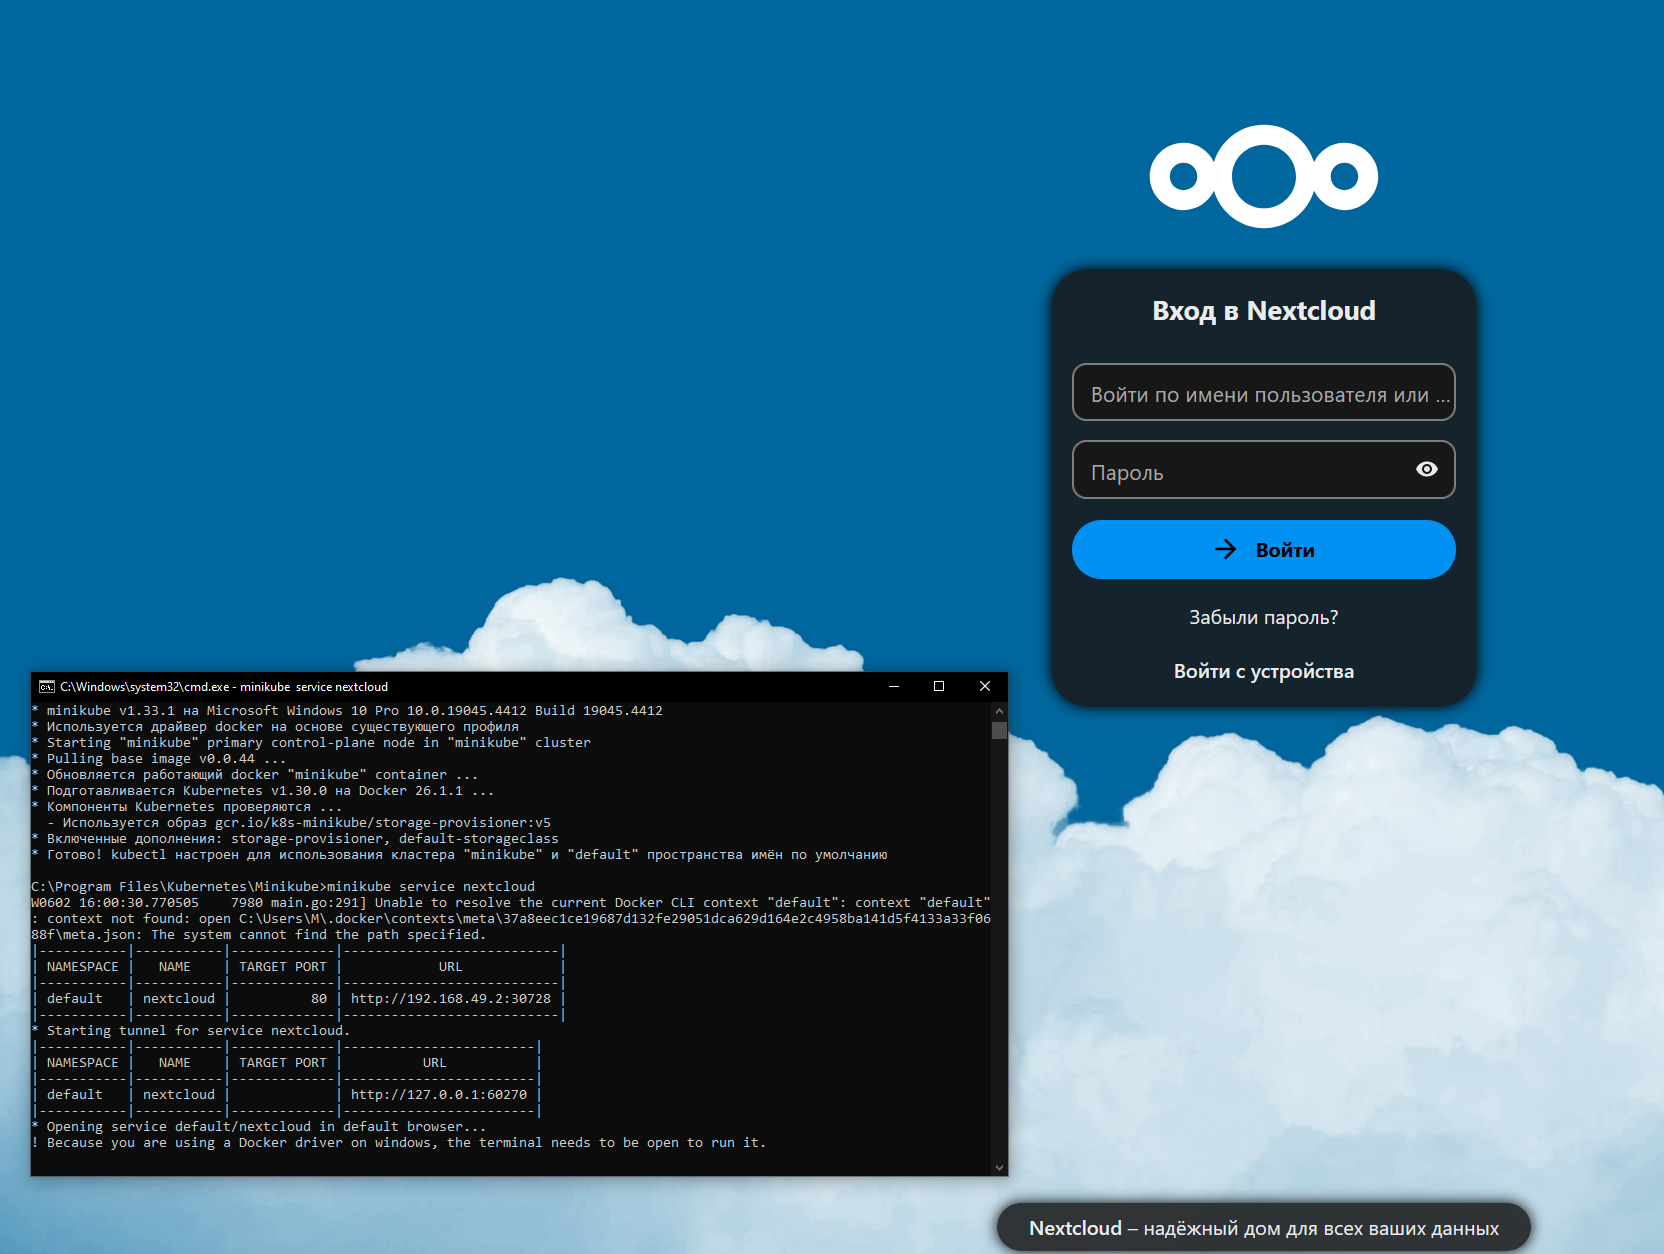 Вход в Nextcloud
Войти по имени пользователя или ...
Пароль
Войти
Забыли пароль?
Войти с устройства
C:\Windows\system32\cmd.exe - minikube  service nextcloud
* minikube v1.33.1 на Microsoft Windows 10 Pro 10.0.19045.4412 Build 19045.4412
* Используется драйвер docker на основе существующего профиля
* Starting "minikube" primary control-plane node in "minikube" cluster
* Pulling base image v0.0.44 ...
* Обновляется работающий docker "minikube" container ...
* Подготавливается Kubernetes v1.30.0 на Docker 26.1.1 ...
* Компоненты Kubernetes проверяются ...
  - Используется образ gcr.io/k8s-minikube/storage-provisioner:v5
* Включенные дополнения: storage-provisioner, default-storageclass
* Готово! kubectl настроен для использования кластера "minikube" и "default" пространства имён по умолчанию
C:\Program Files\Kubernetes\Minikube>minikube service nextcloud
W0602 16:00:30.770505    7980 main.go:291] Unable to resolve the current Docker CLI context "default": context "default"
: context not found: open C:\Users\M\.docker\contexts\meta\37a8eec1ce19687d132fe29051dca629d164e2c4958ba141d5f4133a33f06
88f\meta.json: The system cannot find the path specified.
|-----------|-----------|-------------|---------------------------|
| NAMESPACE |   NAME    | TARGET PORT |            URL            |
|-----------|-----------|-------------|---------------------------|
| default   | nextcloud |          80 | http://192.168.49.2:30728 |
|-----------|-----------|-------------|---------------------------|
* Starting tunnel for service nextcloud.
|-----------|-----------|-------------|------------------------|
| NAMESPACE |   NAME    | TARGET PORT |          URL           |
|-----------|-----------|-------------|------------------------|
| default   | nextcloud |             | http://127.0.0.1:60270 |
|-----------|-----------|-------------|------------------------|
* Opening service default/nextcloud in default browser...
! Because you are using a Docker driver on windows, the terminal needs to be open to run it.
Nextcloud – надёжный дом для всех ваших данных